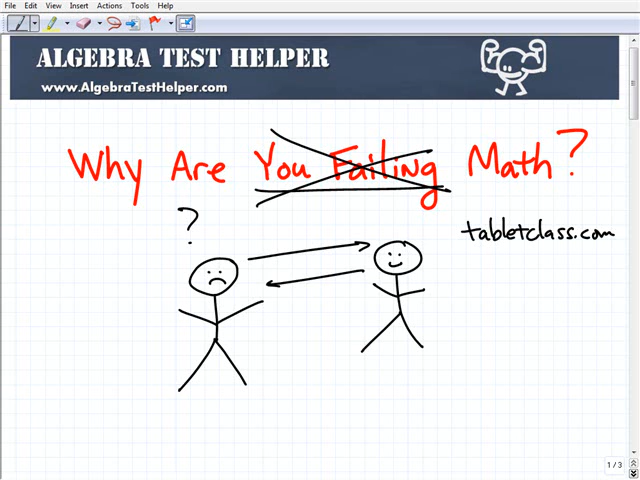 File Edit View Insert Actions Tools Help
ALGEBRA TEST HELPER
www.AlgebraTestHelper.com
Why Are You Failing Math?
tabletclass.com
?
1 / 3